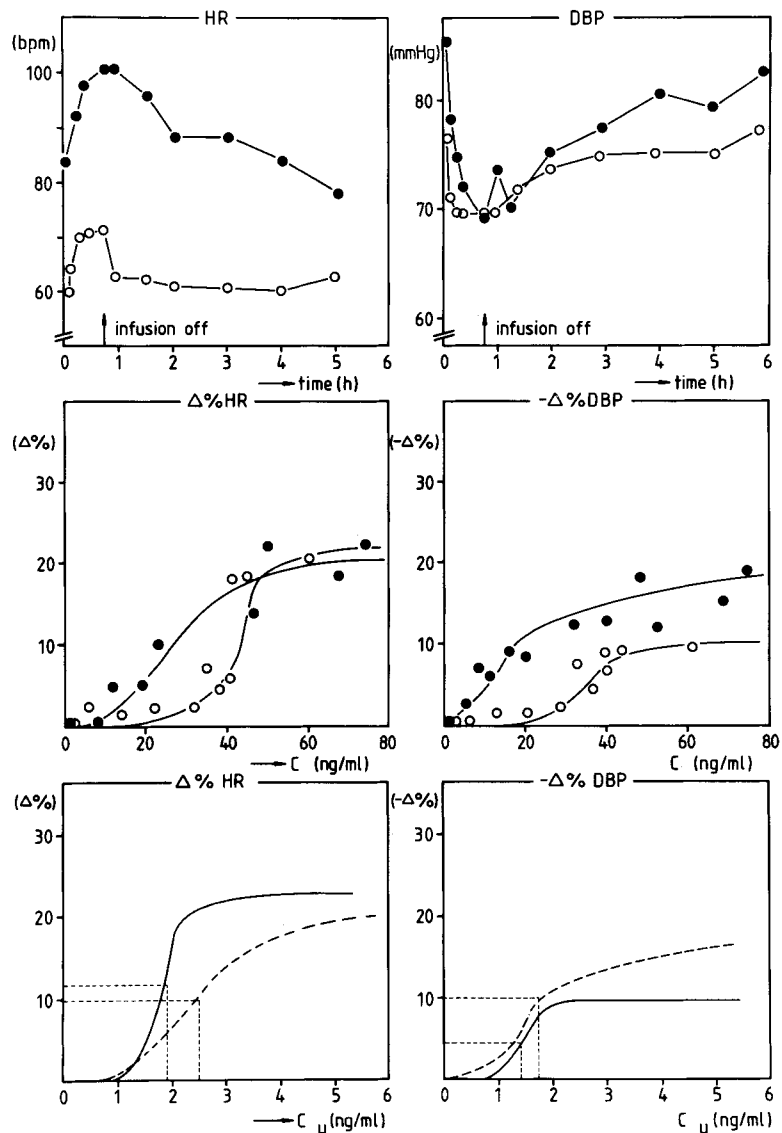 HR
(bpm)
100
80
60
infusion off
0 1 2 3 4 5 6
time (h)
DBP
(mmHg)
80
70
60
infusion off
0 1 2 3 4 5 6
time (h)
Δ%HR
(Δ%)
30
20
10
0 20 40 60 80
C (ng/ml)
-Δ%DBP
(-Δ%)
30
20
10
0 20 40 60 80
C (ng/ml)
Δ% HR
(Δ%)
30
20
10
0 1 2 3 4 5 6
C u (ng/ml)
-Δ% DBP
(-Δ%)
30
20
10
0 1 2 3 4 5 6
C u (ng/ml)